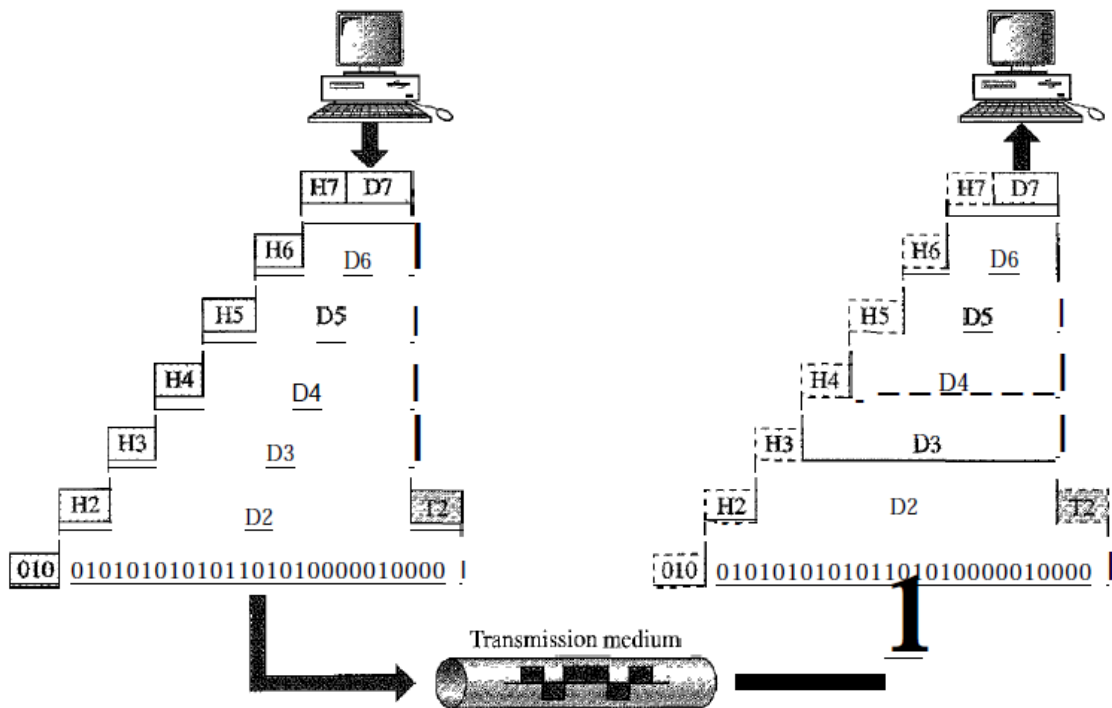 H7 D7 H7 D7
H6 D6 H6 D6
H5 D5 H5 D5
H4 D4 H4 D4
H3 D3 H3 D3
H2 D2 T2 H2 D2 T2
010 010101010101101010000010000 010 010101010101101010000010000
1
Transmission medium